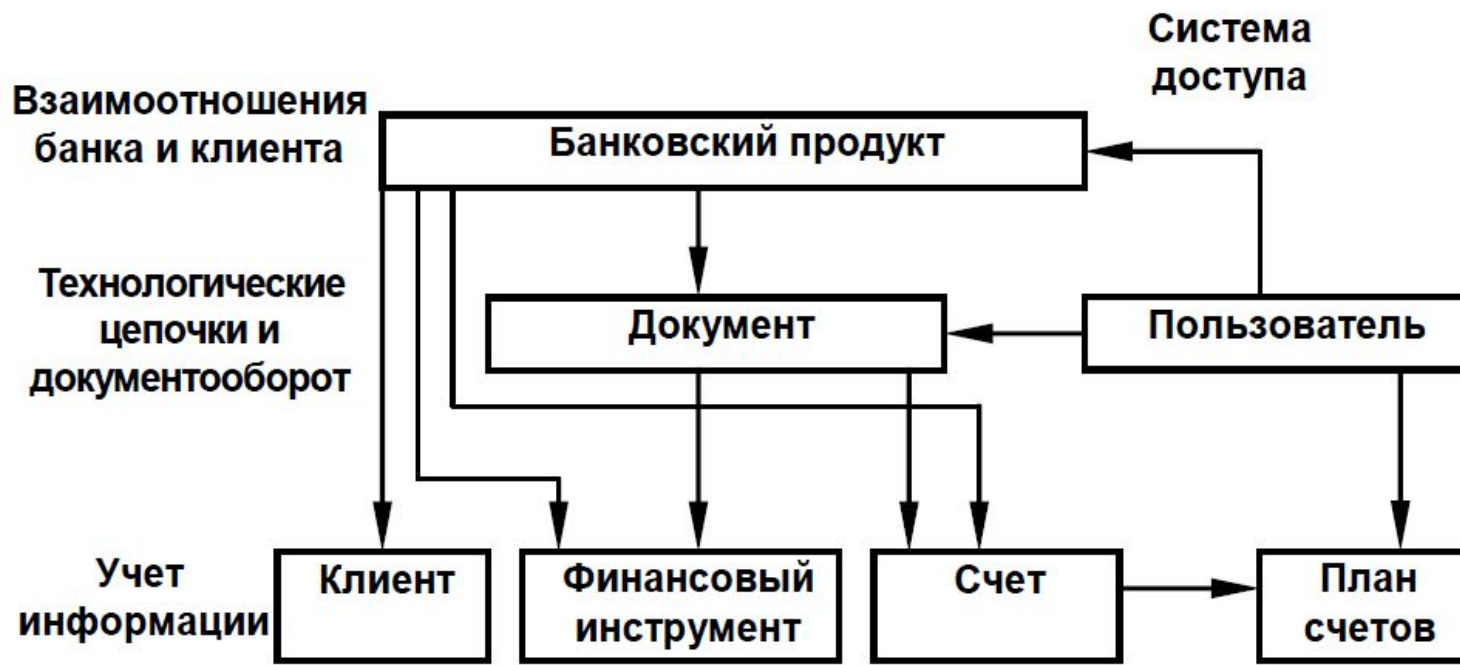 Система
доступа
Взаимоотношения
банка и клиента
Банковский продукт
Технологические
цепочки и
документооборот
Документ
Пользователь
Учет
информации
Клиент
Финансовый
инструмент
Счет
План
счетов